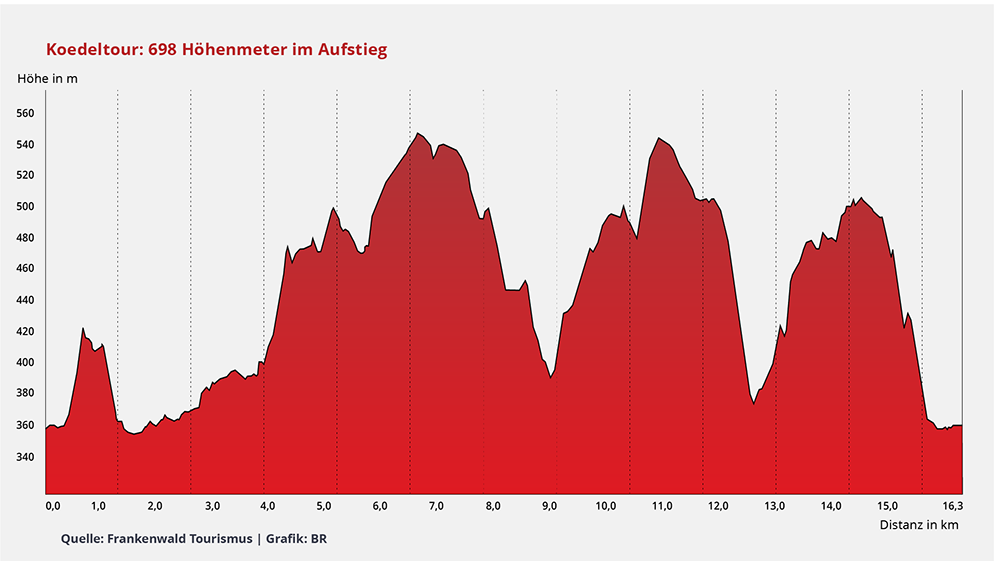 Koedeltour: 698 Höhenmeter im Aufstieg
Höhe in m
560
540
520
500
480
460
440
420
400
380
360
340
0,0 1,0 2,0 3,0 4,0 5,0 6,0 7,0 8,0 9,0 10,0 11,0 12,0 13,0 14,0 15,0 16,3
Distanz in km
Quelle: Frankenwald Tourismus | Grafik: BR